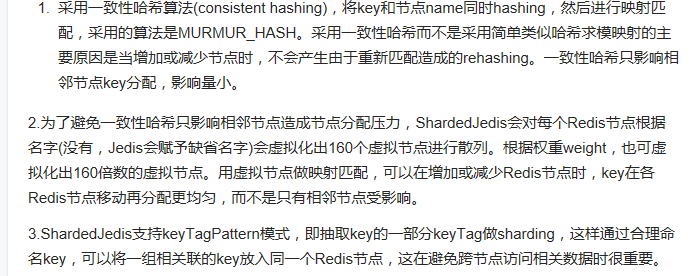 1. 采用一致性哈希算法(consistent hashing)，将key和节点name同时hashing，然后进行映射匹
配，采用的算法是MURMUR_HASH。采用一致性哈希而不是采用简单类似哈希求模映射的主
要原因是当增加或减少节点时，不会产生由于重新匹配造成的rehashing。一致性哈希只影响相
邻节点key分配，影响量小。
2.为了避免一致性哈希只影响相邻节点造成节点分配压力，ShardedJedis会对每个Redis节点根据
名字(没有，Jedis会赋予缺省名字)会虚拟化出160个虚拟节点进行散列。根据权重weight，也可虚
拟化出160倍数的虚拟节点。用虚拟节点做映射匹配，可以在增加或减少Redis节点时，key在各
Redis节点移动再分配更均匀，而不是只有相邻节点受影响。
3.ShardedJedis支持keyTagPattern模式，即抽取key的一部分keyTag做sharding，这样通过合理命
名key，可以将一组相关联的key放入同一个Redis节点，这在避免跨节点访问相关数据时很重要。